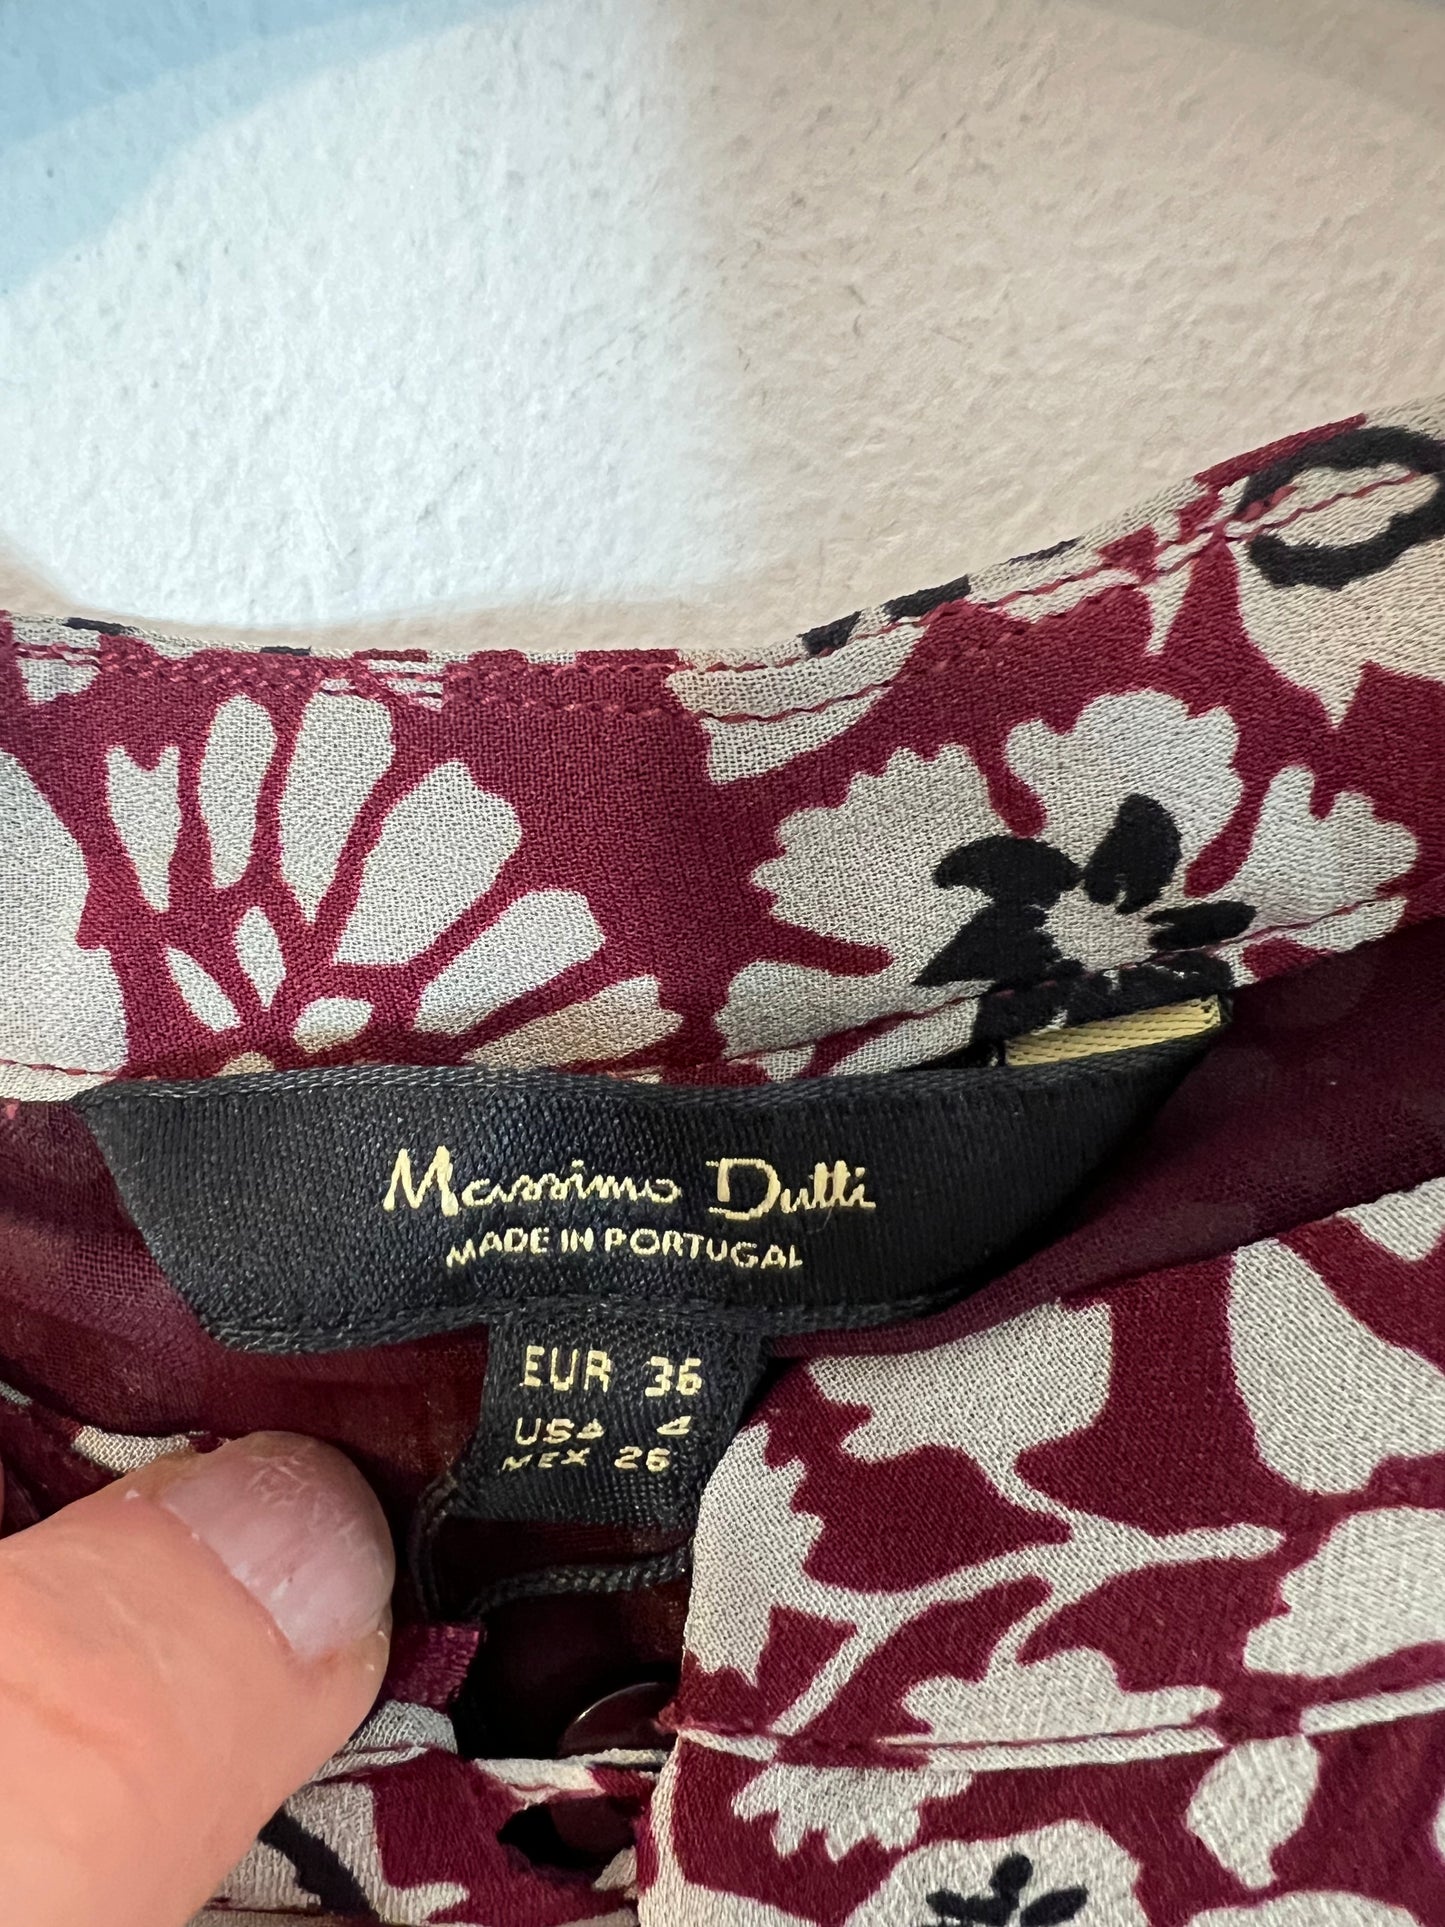 Massimo Dutti
MADE IN PORTUGAL
EUR 36
USA 4
MEX 26